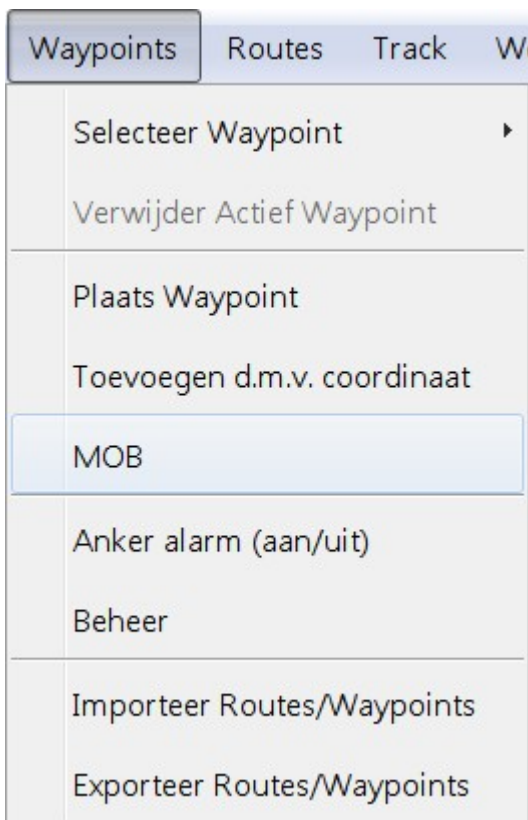 Waypoints Routes Track
Selecteer Waypoint
Verwijder Actief Waypoint
Plaats Waypoint
Toevoegen d.m.v. coordinaat
MOB
Anker alarm (aan/uit)
Beheer
Importeer Routes/Waypoints
Exporteer Routes/Waypoints